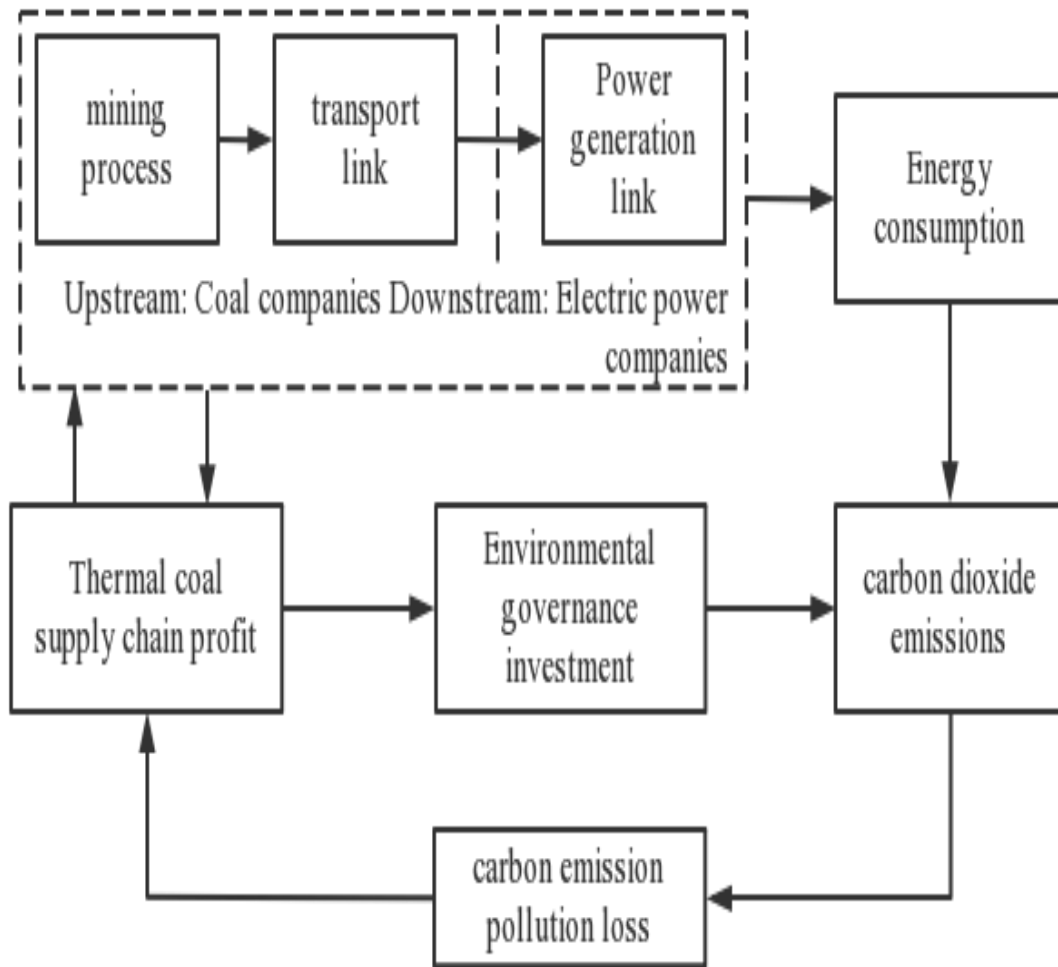 mining
process
transport
link
Power
generation
link
Energy
consumption
Upstream: Coal companies Downstream: Electric power
companies
Thermal coal
supply chain profit
Environmental
governance
investment
carbon dioxide
emissions
carbon emission
pollution loss